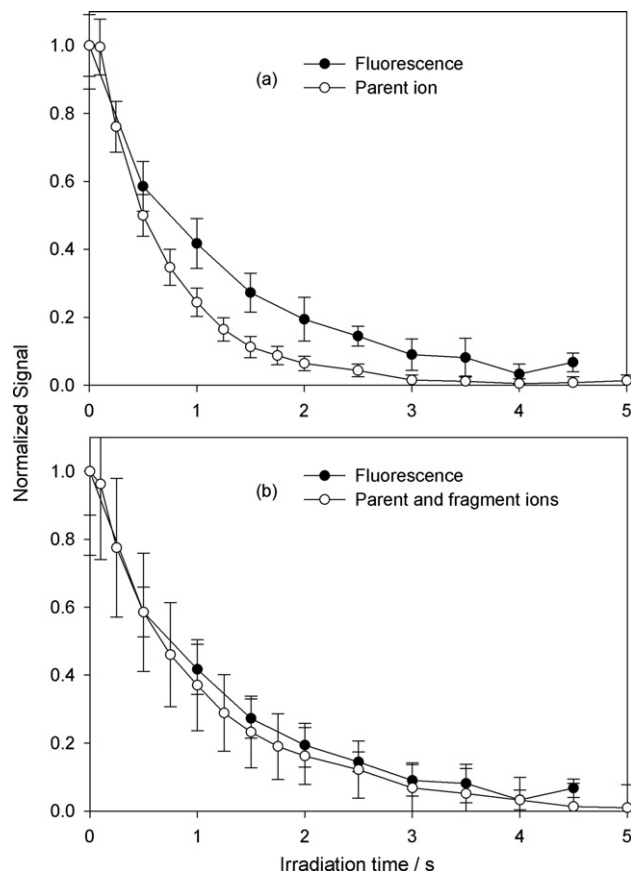 1.0
0.8
0.6
0.4
0.2
0.0
(a)
Fluorescence
Parent ion
0 1 2 3 4 5
Normalized Signal
1.0
0.8
0.6
0.4
0.2
0.0
(b)
Fluorescence
Parent and fragment ions
0 1 2 3 4 5
Irradiation time / s